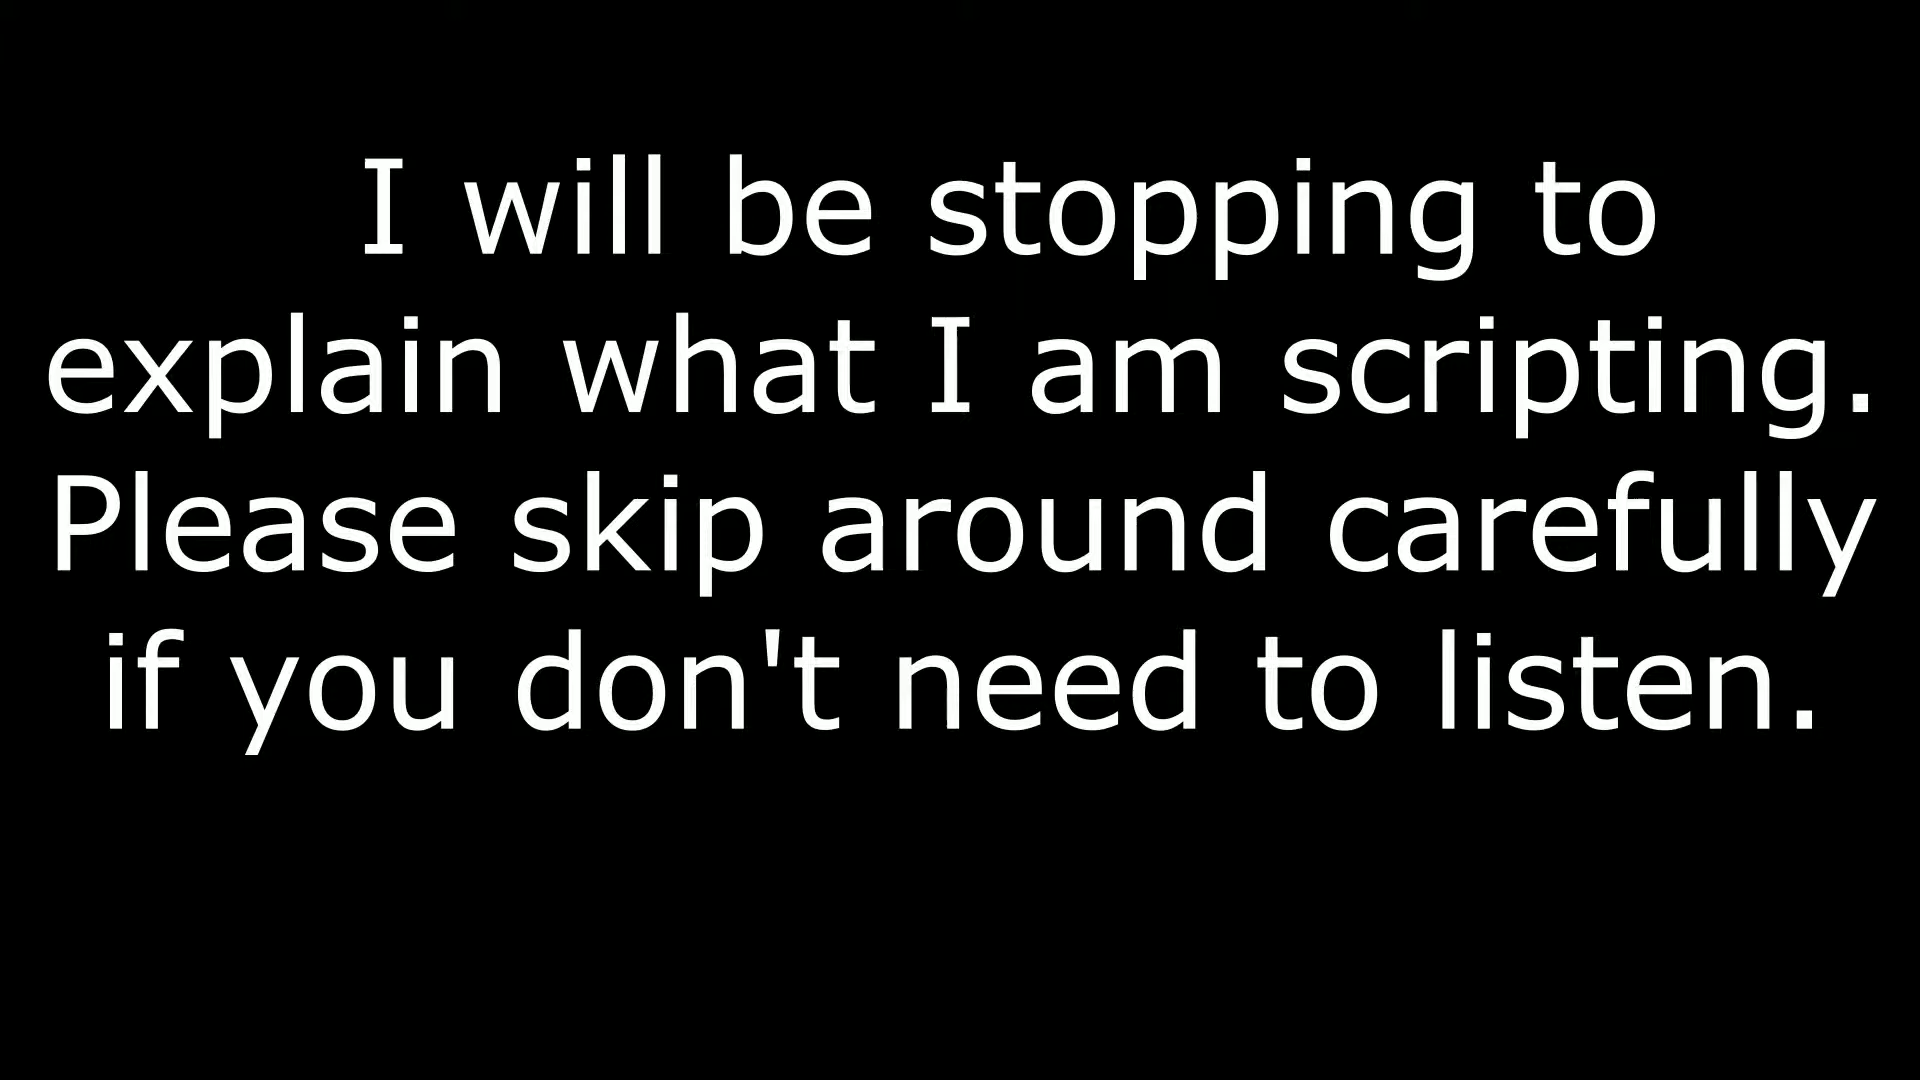 I will be stopping to
explain what I am scripting.
Please skip around carefully
if you don't need to listen.